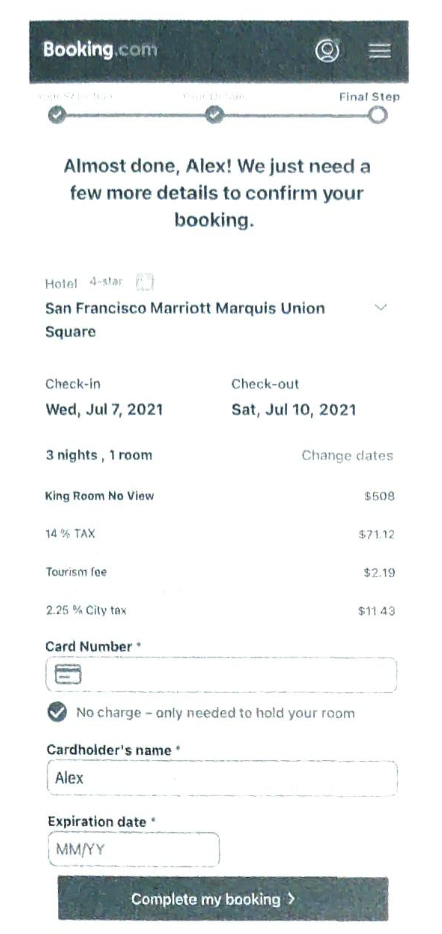 Booking.com
Final Step
Almost done, Alex! We just need a
few more details to confirm your
booking.
Hotel 4-star
San Francisco Marriott Marquis Union
Square
Check-in Check-out
Wed, Jul 7, 2021 Sat, Jul 10, 2021
3 nights , 1 room Change dates
King Room No View $508
14 % TAX $71.12
Tourism fee $2.19
2.25 % City tax $11.43
Card Number *
No charge – only needed to hold your room
Cardholder's name *
Alex
Expiration date *
MM/YY
Complete my booking >